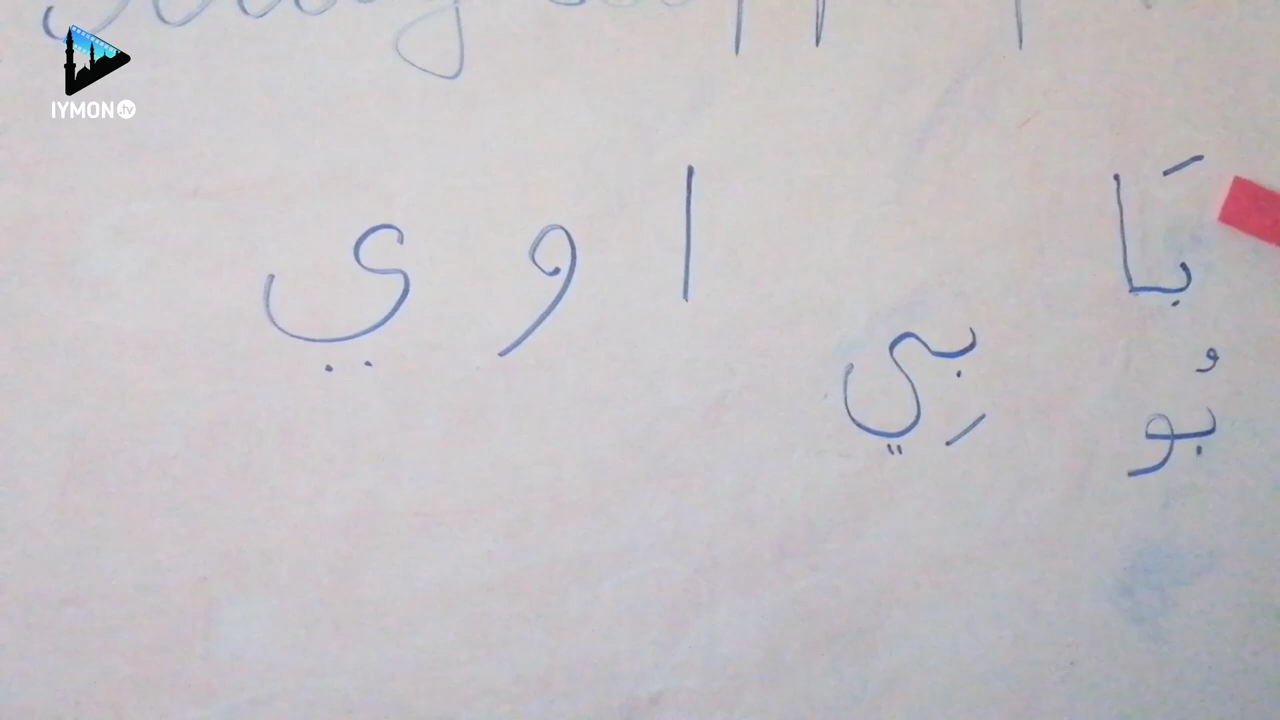 IYMON.tv
بَا ا و ي
بِي
بُو